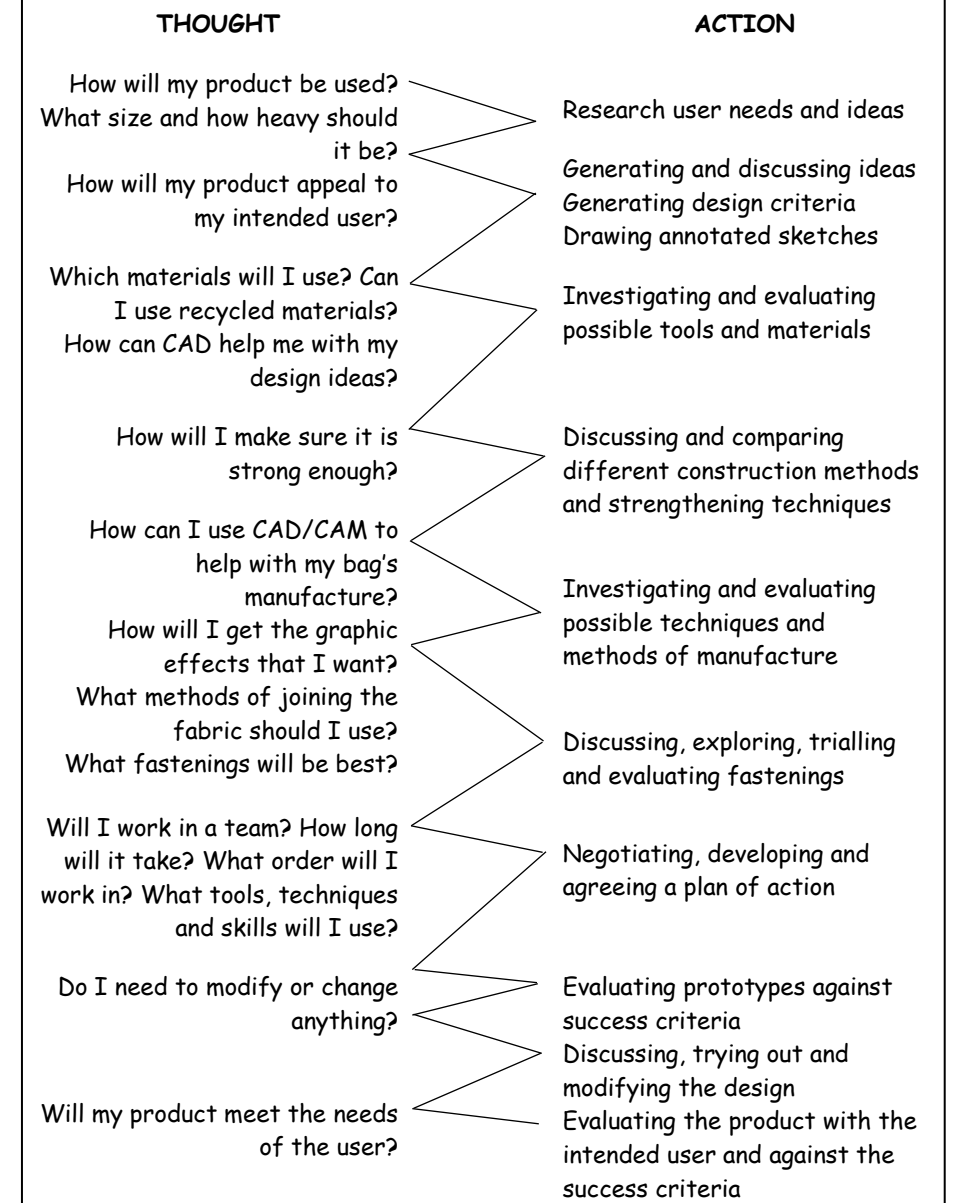 THOUGHT
ACTION
How will my product be used?
What size and how heavy should
it be?
How will my product appeal to
my intended user?
Which materials will I use? Can
I use recycled materials?
How can CAD help me with my
design ideas?
How will I make sure it is
strong enough?
How can I use CAD/CAM to
help with my bag's
manufacture?
How will I get the graphic
effects that I want?
What methods of joining the
fabric should I use?
What fastenings will be best?
Will I work in a team? How long
will it take? What order will I
work in? What tools, techniques
and skills will I use?
Do I need to modify or change
anything?
Will my product meet the needs
of the user?
Research user needs and ideas
Generating and discussing ideas
Generating design criteria
Drawing annotated sketches
Investigating and evaluating
possible tools and materials
Discussing and comparing
different construction methods
and strengthening techniques
Investigating and evaluating
possible techniques and
methods of manufacture
Discussing, exploring, trialling
and evaluating fastenings
Negotiating, developing and
agreeing a plan of action
Evaluating prototypes against
success criteria
Discussing, trying out and
modifying the design
Evaluating the product with the
intended user and against the
success criteria